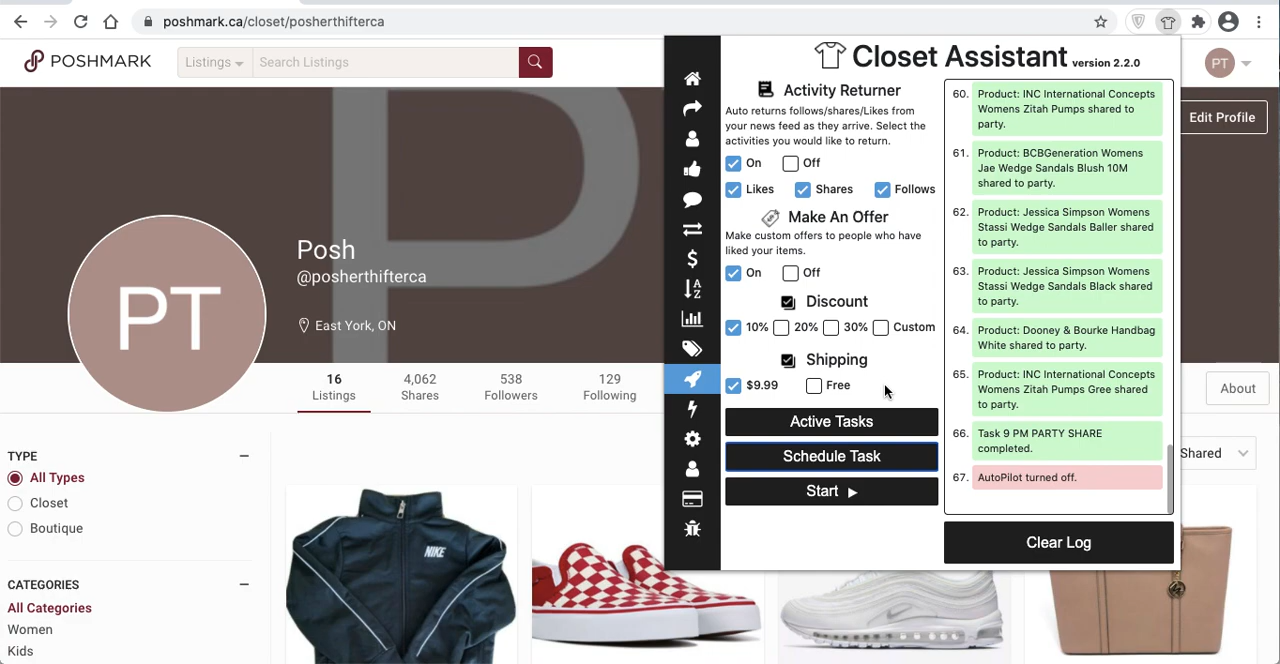 poshmark.ca/closet/posherthifterca
POSHMARK
Listings
Search Listings
PT
Edit Profile
PT
Posh
@posherthifterca
East York, ON
16
Listings
4,062
Shares
538
Followers
129
Following
About
TYPE
All Types
Closet
Boutique
CATEGORIES
All Categories
Women
Kids
Shared
NIKE
Closet Assistant version 2.2.0
Activity Returner
Auto returns follows/shares/Likes from
your news feed as they arrive. Select the
activities you would like to return.
On Off
Likes Shares Follows
Make An Offer
Make custom offers to people who have
liked your items.
On Off
Discount
10% 20% 30% Custom
Shipping
$9.99 Free
Active Tasks
Schedule Task
Start
60. Product: INC International Concepts
Womens Zitah Pumps shared to
party.
61. Product: BCBGeneration Womens
Jae Wedge Sandals Blush 10M
shared to party.
62. Product: Jessica Simpson Womens
Stassi Wedge Sandals Baller shared
to party.
63. Product: Jessica Simpson Womens
Stassi Wedge Sandals Black shared
to party.
64. Product: Dooney & Bourke Handbag
White shared to party.
65. Product: INC International Concepts
Womens Zitah Pumps Gree shared
to party.
66. Task 9 PM PARTY SHARE
completed.
67. AutoPilot turned off.
Clear Log